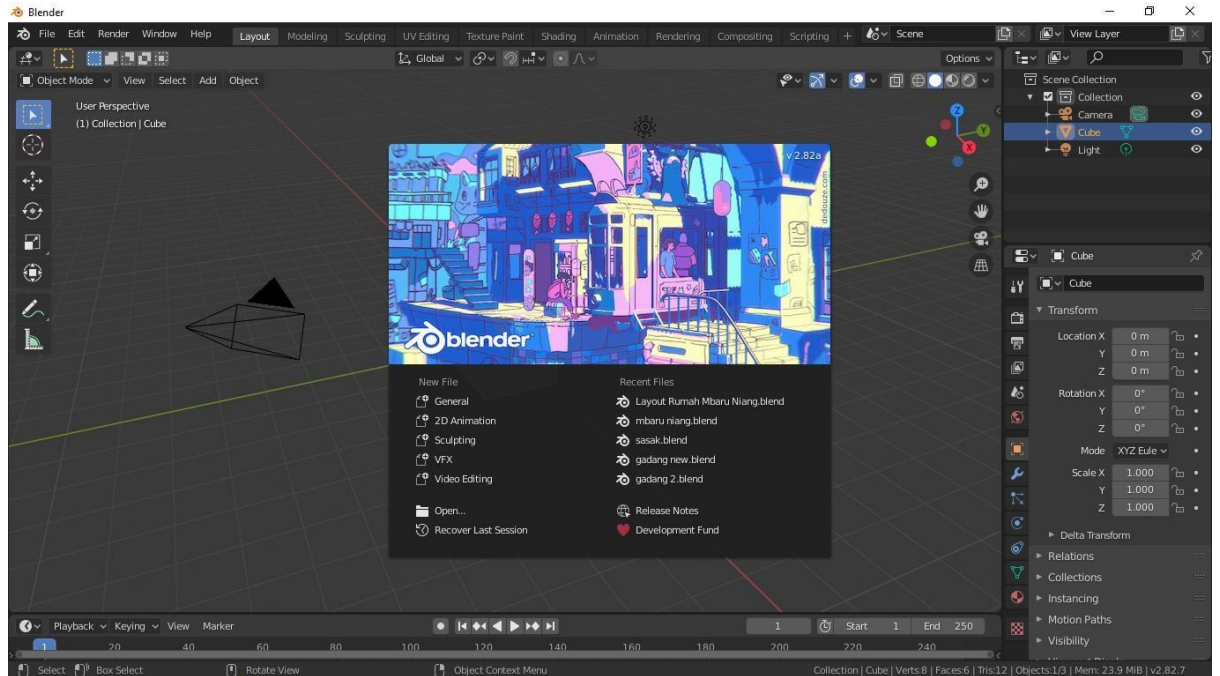 Blender
File Edit Render Window Help Layout Modeling Sculpting UV Editing Texture Paint Shading Animation Rendering Compositing Scripting + Scene View Layer
Global Options
Object Mode View Select Add Object
User Perspective
(1) Collection | Cube
Z
Y
X
v 2.82a
dedouze.com
blender
New File
General
2D Animation
Sculpting
VFX
Video Editing
Open...
Recover Last Session
Recent Files
Layout Rumah Mbaru Niang.blend
mbaru niang.blend
sasak.blend
gadang new.blend
gadang 2.blend
Release Notes
Development Fund
Scene Collection
Collection
Camera
Cube
Light
Cube
Cube
Transform
Location X 0 m
Y 0 m
Z 0 m
Rotation X 0°
Y 0°
Z 0°
Mode XYZ Eule
Scale X 1.000
Y 1.000
Z 1.000
Delta Transform
Relations
Collections
Instancing
Motion Paths
Visibility
Playback Keying View Marker 1 Start 1 End 250
1 20 40 60 80 100 120 140 160 180 200 220 240
Select Box Select Rotate View Object Context Menu Collection | Cube | Verts:8 | Faces:6 | Tris:12 | Objects:1/3 | Mem: 23.9 MiB | v2.82.7